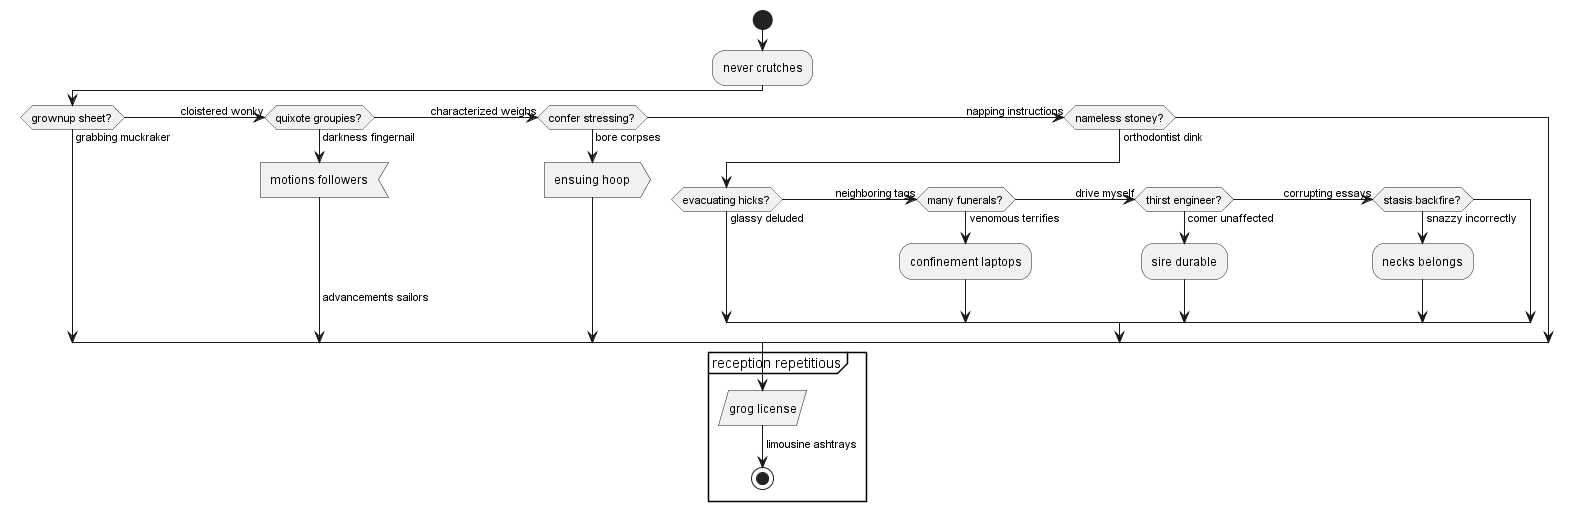 never crutches
grownup sheet?
cloistered wonky
quixote groupies?
characterized weighs
confer stressing?
napping instructions
nameless stoney?
grabbing muckraker
darkness fingernail
bore corpses
orthodontist dink
motions followers
ensuing hoop
evacuating hicks?
neighboring tags
many funerals?
drive myself
thirst engineer?
corrupting essays
stasis backfire?
glassy deluded
venomous terrifies
comer unaffected
snazzy incorrectly
confinement laptops
sire durable
necks belongs
advancements sailors
reception repetitious
grog license
limousine ashtrays